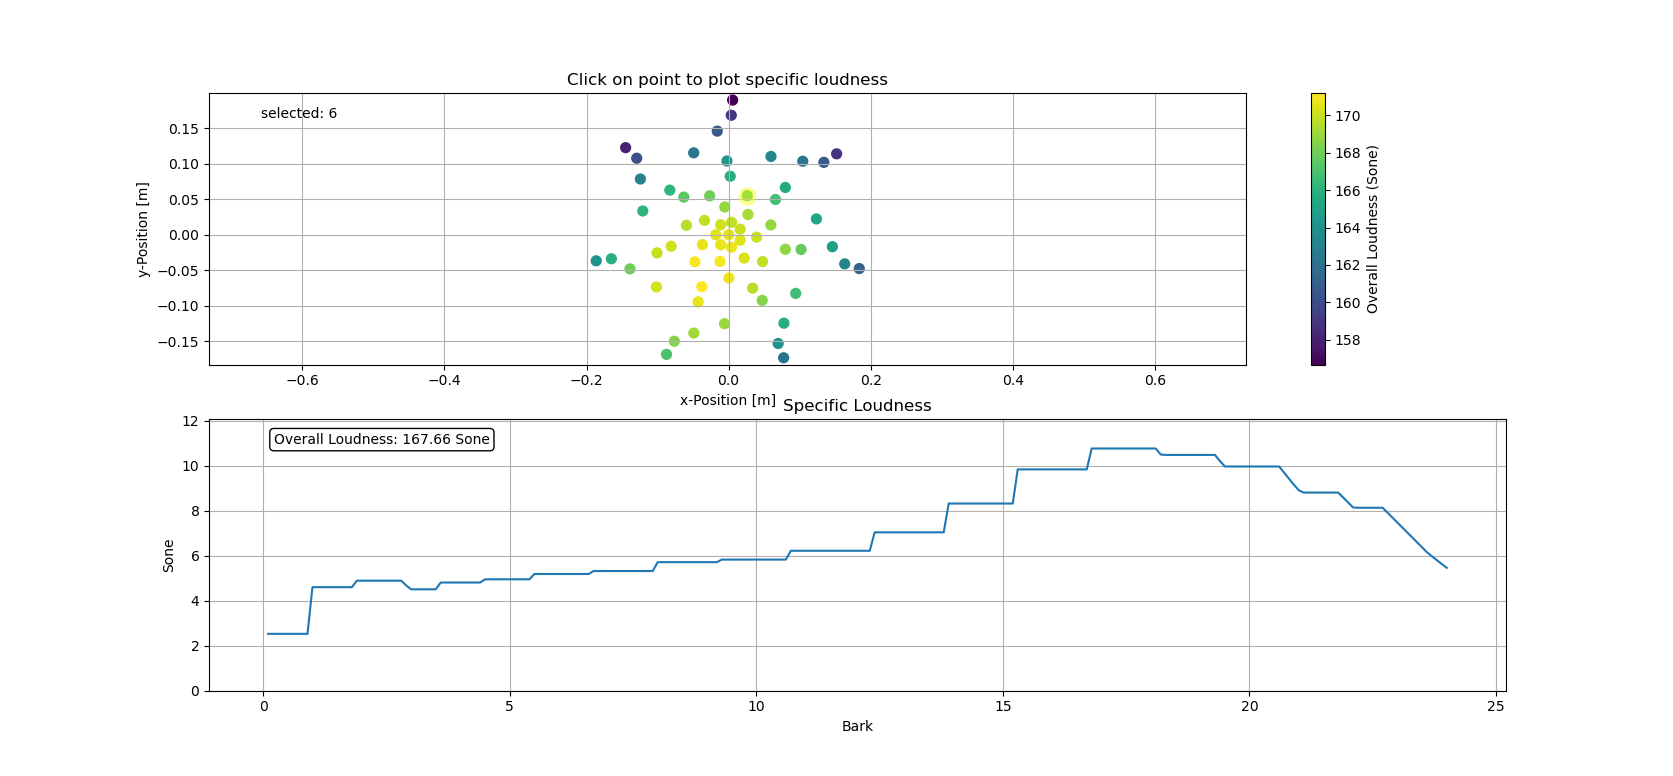 Click on point to plot specific loudness
selected: 6
0.15
0.10
0.05
0.00
−0.05
−0.10
−0.15
y-Position [m]
−0.6 −0.4 −0.2 0.0 0.2 0.4 0.6
x-Position [m]
170
168
166
164
162
160
158
Overall Loudness (Sone)
Specific Loudness
Overall Loudness: 167.66 Sone
12
10
8
6
4
2
0
Sone
0 5 10 15 20 25
Bark